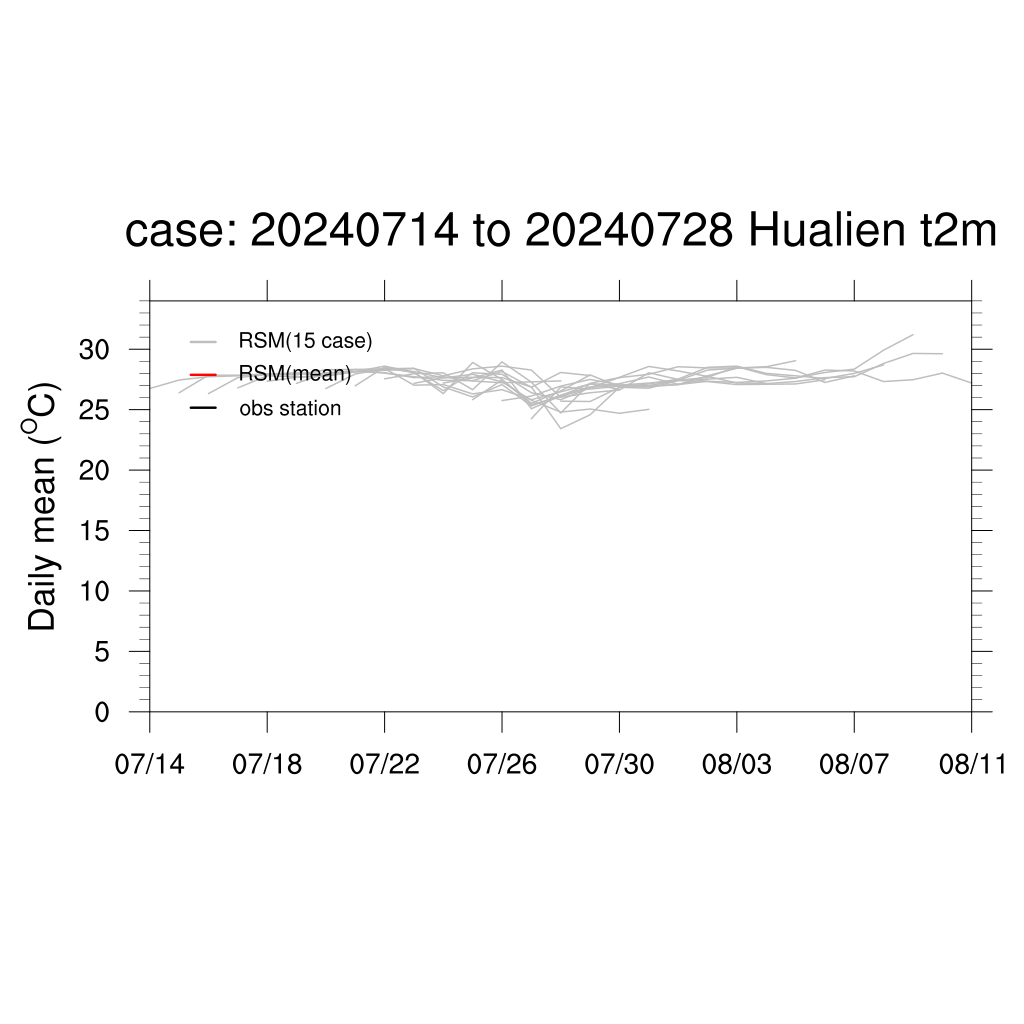 case: 20240714 to 20240728 Hualien t2m
RSM(15 case)
RSM(mean)
obs station
Daily mean (°C)
30
25
20
15
10
5
0
07/14 07/18 07/22 07/26 07/30 08/03 08/07 08/11